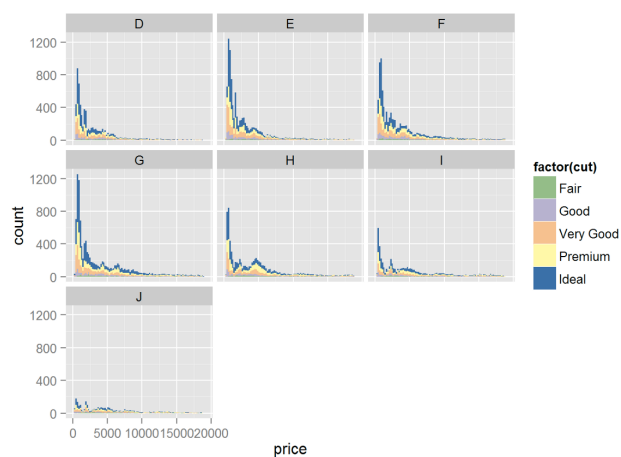 D
E
F
1200
800
400
0
G
H
I
1200
800
400
0
J
1200
800
400
0
0 5000 10000 15000 20000
price
count
factor(cut)
Fair
Good
Very Good
Premium
Ideal